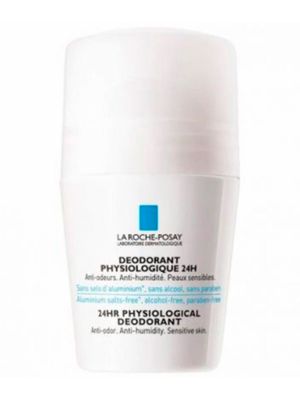 LA ROCHE-POSAY
LABORATOIRE DERMATOLOGIQUE
DEODORANT
PHYSIOLOGIQUE 24H
Anti-odeurs. Anti-humidité. Peaux sensibles.
Sans sels d'aluminium*, sans alcool, sans paraben
Aluminium salts-free*, alcohol-free, paraben-free
24HR PHYSIOLOGICAL
DEODORANT
Anti-odor. Anti-humidity. Sensitive skin.